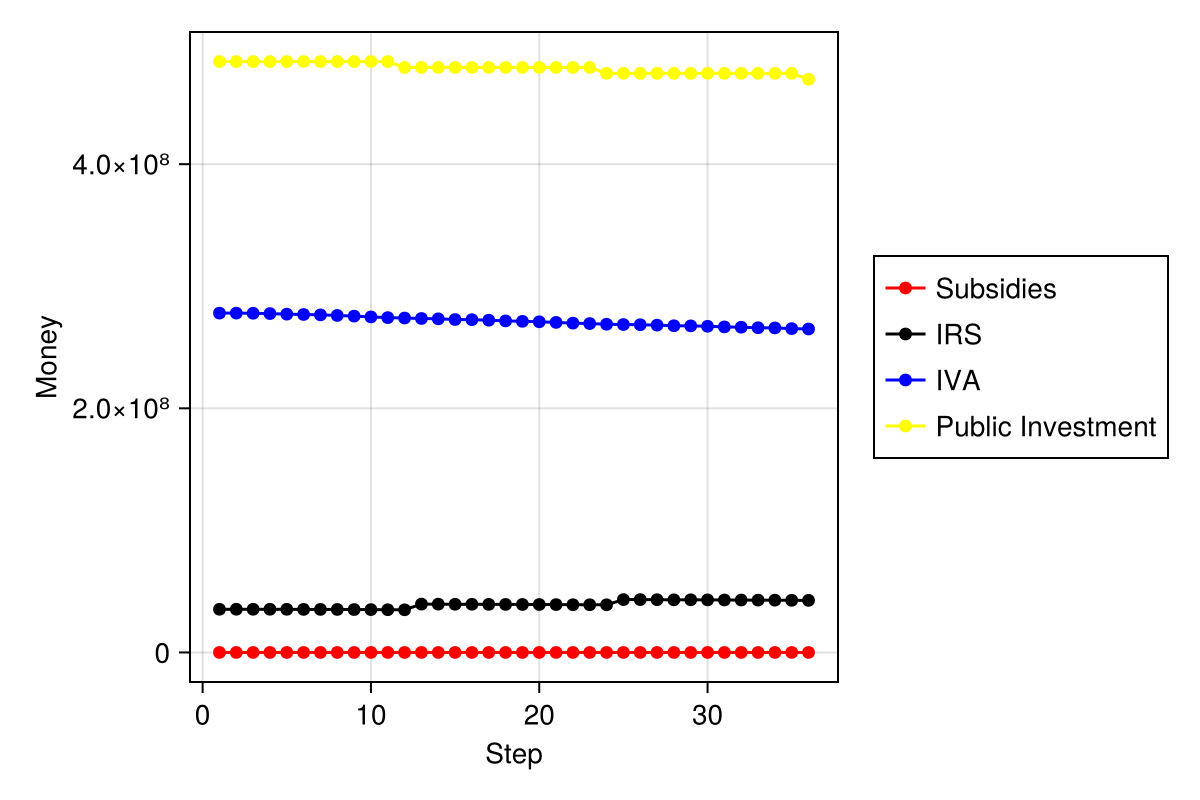 4.0×10⁸
2.0×10⁸
0
Money
0 10 20 30
Step
Subsidies
IRS
IVA
Public Investment